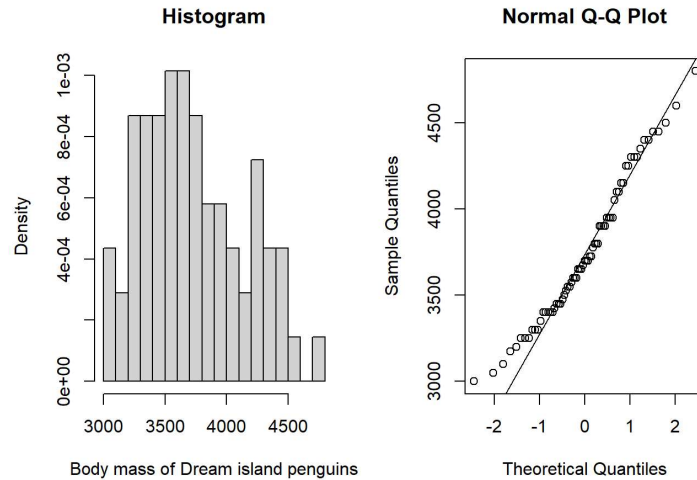 Histogram
Density
0e+00 4e-04 6e-04 8e-04 1e-03
3000 3500 4000 4500
Body mass of Dream island penguins
Normal Q-Q Plot
Sample Quantiles
3000 3500 4000 4500
-2 -1 0 1 2
Theoretical Quantiles